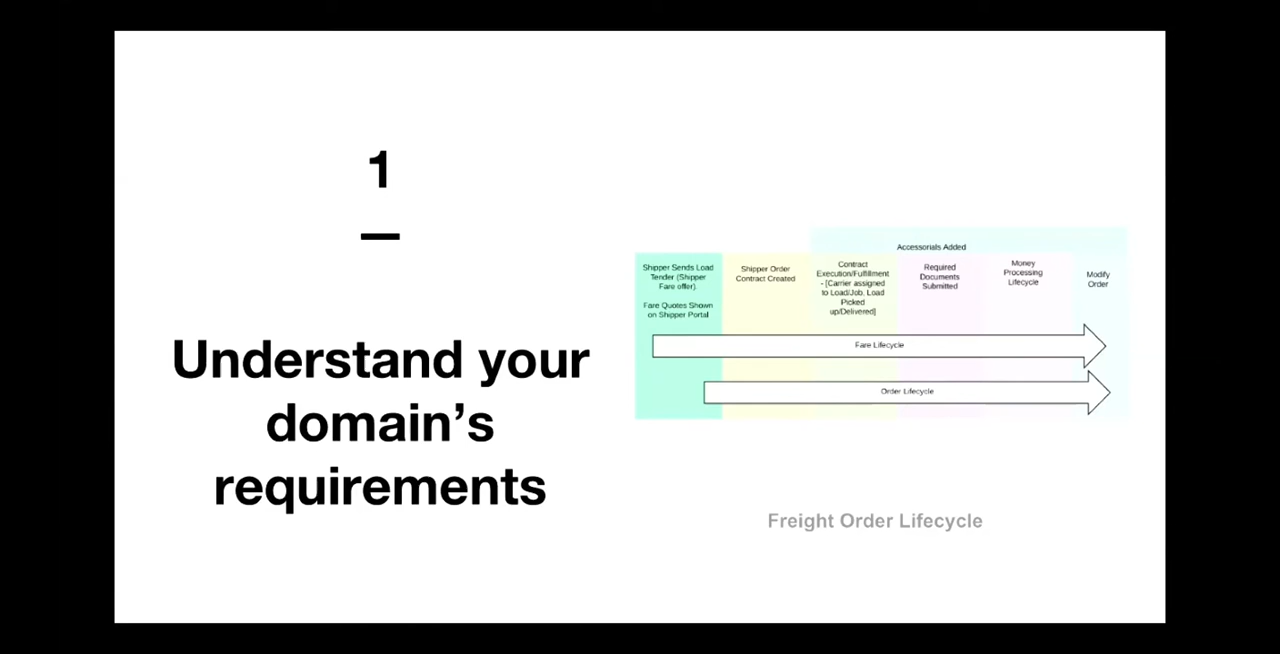 1
Understand your
domain’s
requirements
Accessorials Added
Shipper Sends Load
Tender (Shipper
Fare offer).
Fare Quotes Shown
on Shipper Portal
Shipper Order
Contract Created
Contract
Execution/Fulfillment
- [Carrier assigned
to Load/Job, Load
Picked
up/Delivered]
Required
Documents
Submitted
Money
Processing
Lifecycle
Modify
Order
Fare Lifecycle
Order Lifecycle
Freight Order Lifecycle